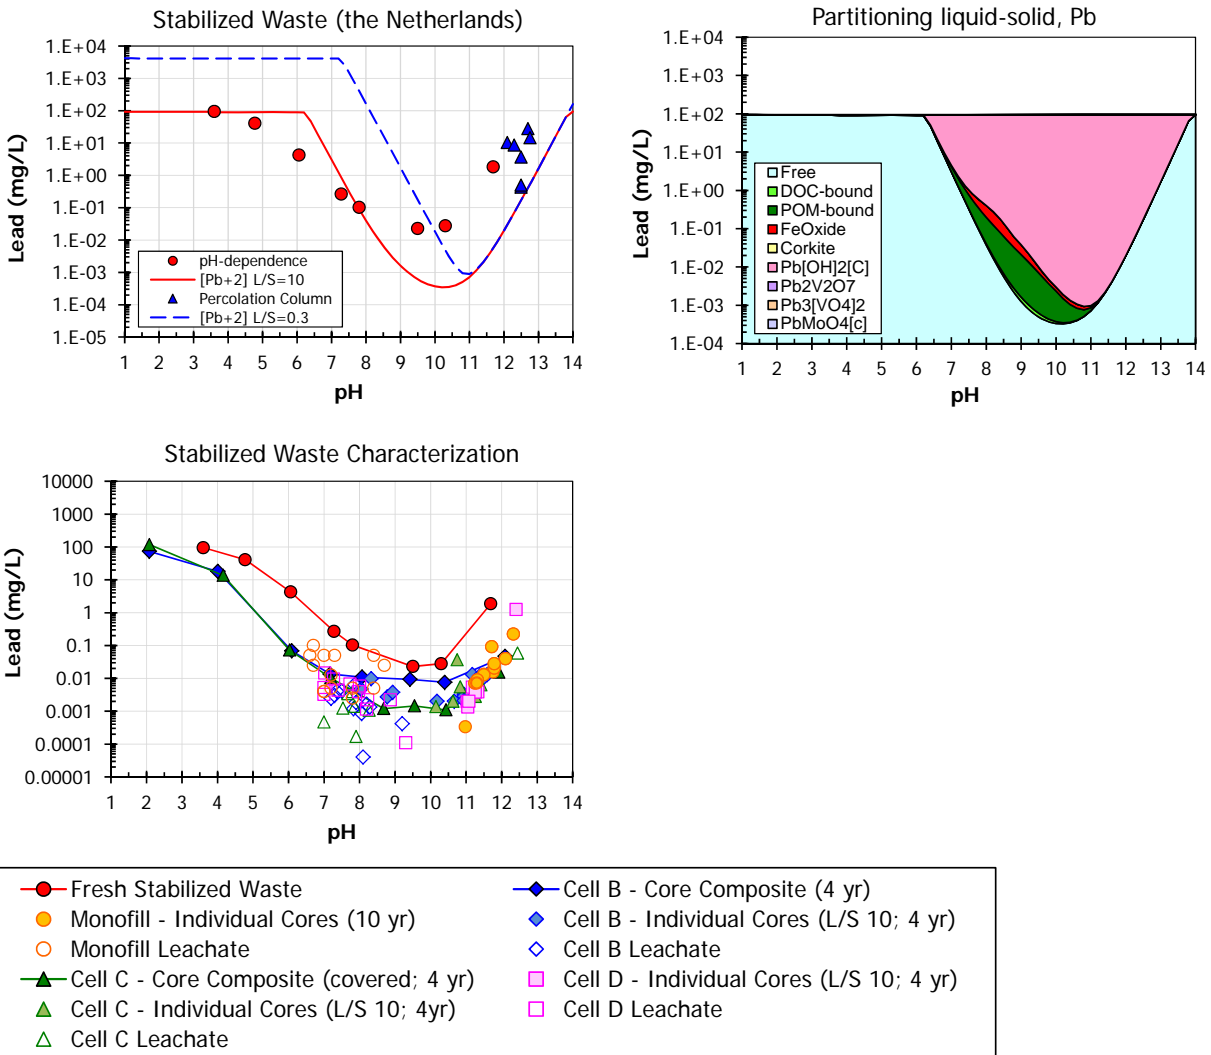 Stabilized Waste (the Netherlands)
1.E+04
1.E+03
1.E+02
1.E+01
1.E+00
1.E-01
1.E-02
1.E-03
1.E-04
1.E-05
Lead (mg/L)
pH-dependence
[Pb+2] L/S=10
Percolation Column
[Pb+2] L/S=0.3
1 2 3 4 5 6 7 8 9 10 11 12 13 14
pH
Partitioning liquid-solid, Pb
1.E+04
1.E+03
1.E+02
1.E+01
1.E+00
1.E-01
1.E-02
1.E-03
1.E-04
Lead (mg/L)
Free
DOC-bound
POM-bound
FeOxide
Corkite
Pb[OH]2[C]
Pb2V2O7
Pb3[VO4]2
PbMoO4[c]
1 2 3 4 5 6 7 8 9 10 11 12 13 14
pH
Stabilized Waste Characterization
10000
1000
100
10
1
0.1
0.01
0.001
0.0001
0.00001
Lead (mg/L)
1 2 3 4 5 6 7 8 9 10 11 12 13 14
pH
Fresh Stabilized Waste
Monofill - Individual Cores (10 yr)
Monofill Leachate
Cell C - Core Composite (covered; 4 yr)
Cell C - Individual Cores (L/S 10; 4yr)
Cell C Leachate
Cell B - Core Composite (4 yr)
Cell B - Individual Cores (L/S 10; 4 yr)
Cell B Leachate
Cell D - Individual Cores (L/S 10; 4 yr)
Cell D Leachate